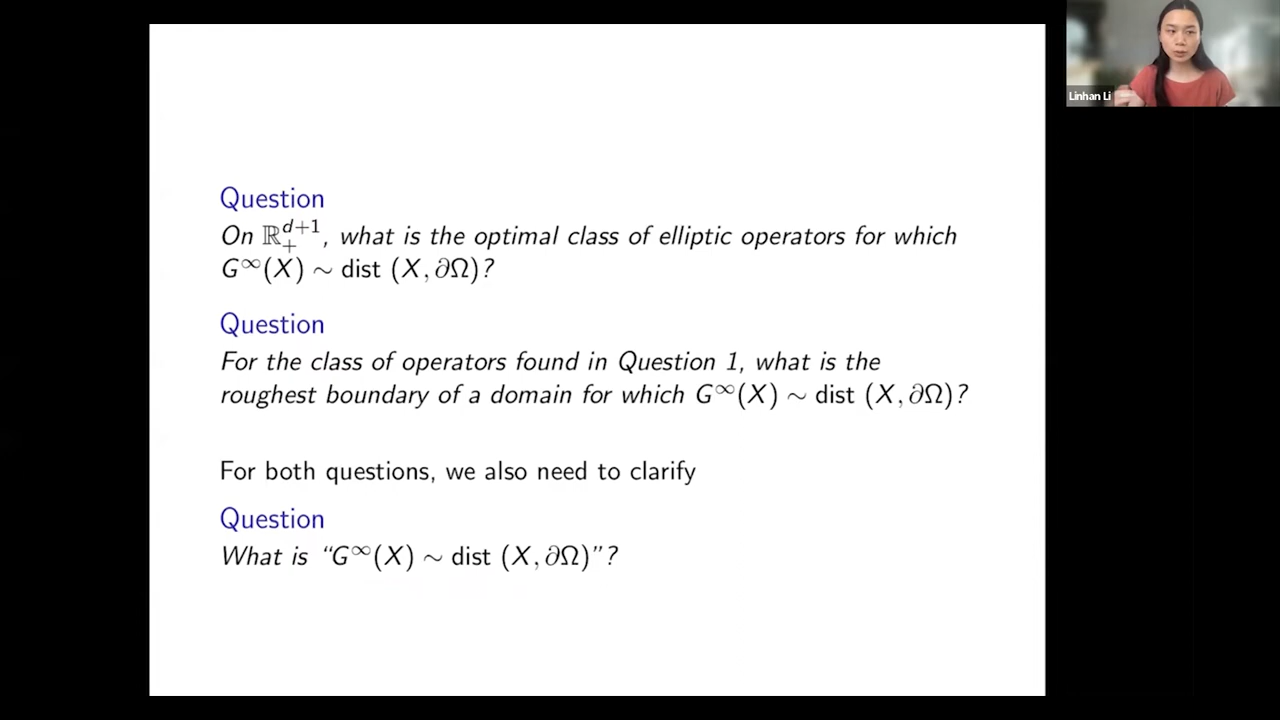 Linhan Li
Question
On ℝ₊ᵈ⁺¹, what is the optimal class of elliptic operators for which
G^∞(X) ∼ dist (X, ∂Ω)?
Question
For the class of operators found in Question 1, what is the
roughest boundary of a domain for which G^∞(X) ∼ dist (X, ∂Ω)?
For both questions, we also need to clarify
Question
What is “G^∞(X) ∼ dist (X, ∂Ω)”?